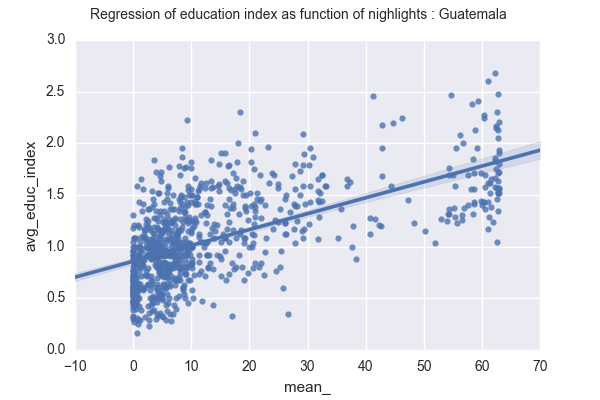 Regression of education index as function of nighlights : Guatemala
3.0
2.5
2.0
1.5
1.0
0.5
0.0
avg_educ_index
−10 0 10 20 30 40 50 60 70
mean_